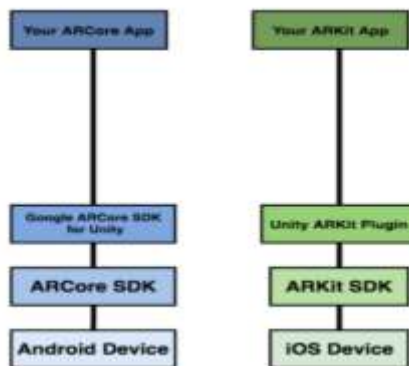 Your ARCore App
Your ARKit App
Google ARCore SDK
for Unity
Unity ARKit Plugin
ARCore SDK
ARKit SDK
Android Device
iOS Device